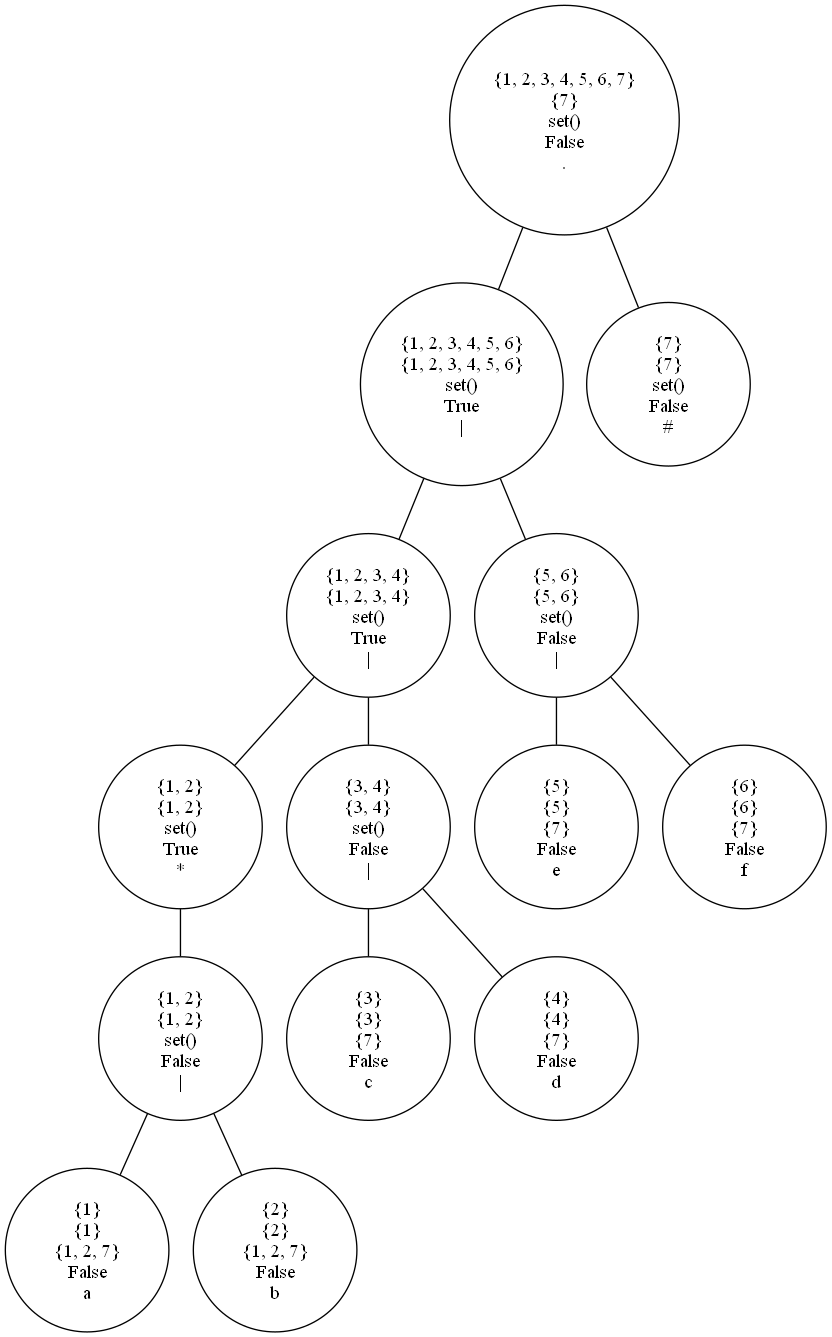 {1, 2, 3, 4, 5, 6, 7}
{7}
set()
False
.
{1, 2, 3, 4, 5, 6}
{1, 2, 3, 4, 5, 6}
set()
True
|
{7}
{7}
set()
False
#
{1, 2, 3, 4}
{1, 2, 3, 4}
set()
True
|
{5, 6}
{5, 6}
set()
False
|
{1, 2}
{1, 2}
set()
True
*
{3, 4}
{3, 4}
set()
False
|
{5}
{5}
{7}
False
e
{6}
{6}
{7}
False
f
{1, 2}
{1, 2}
set()
False
|
{3}
{3}
{7}
False
c
{4}
{4}
{7}
False
d
{1}
{1}
{1, 2, 7}
False
a
{2}
{2}
{1, 2, 7}
False
b